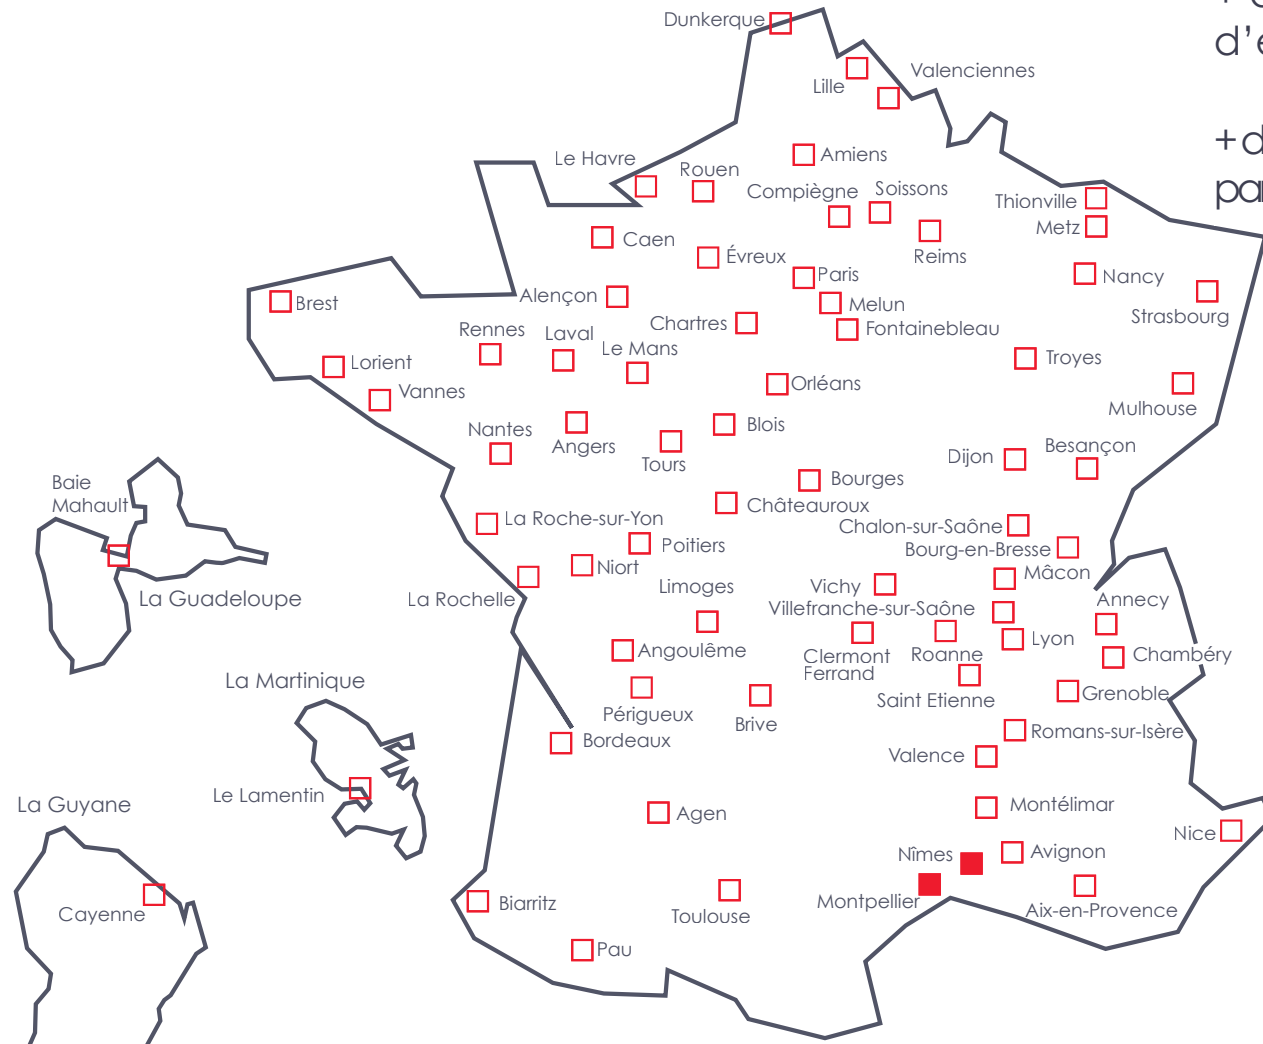 Dunkerque
d'é
Lille
Valenciennes
+d
Amiens
Le Havre
Rouen
Compiègne
Soissons
Thionville
par
Metz
Caen
Évreux
Reims
Paris
Nancy
Brest
Alençon
Melun
Strasbourg
Rennes
Laval
Chartres
Fontainebleau
Le Mans
Lorient
Troyes
Vannes
Orléans
Mulhouse
Nantes
Angers
Blois
Tours
Dijon
Besançon
Baie
Mahault
Bourges
Châteauroux
La Roche-sur-Yon
Chalon-sur-Saône
Poitiers
Bourg-en-Bresse
Niort
Mâcon
La Guadeloupe
La Rochelle
Limoges
Vichy
Annecy
Villefranche-sur-Saône
Lyon
Angoulême
Clermont
Ferrand
Roanne
Chambéry
La Martinique
Périgueux
Brive
Saint Etienne
Grenoble
Bordeaux
Romans-sur-Isère
Valence
Le Lamentin
La Guyane
Agen
Montélimar
Nice
Nîmes
Avignon
Cayenne
Biarritz
Toulouse
Montpellier
Aix-en-Provence
Pau